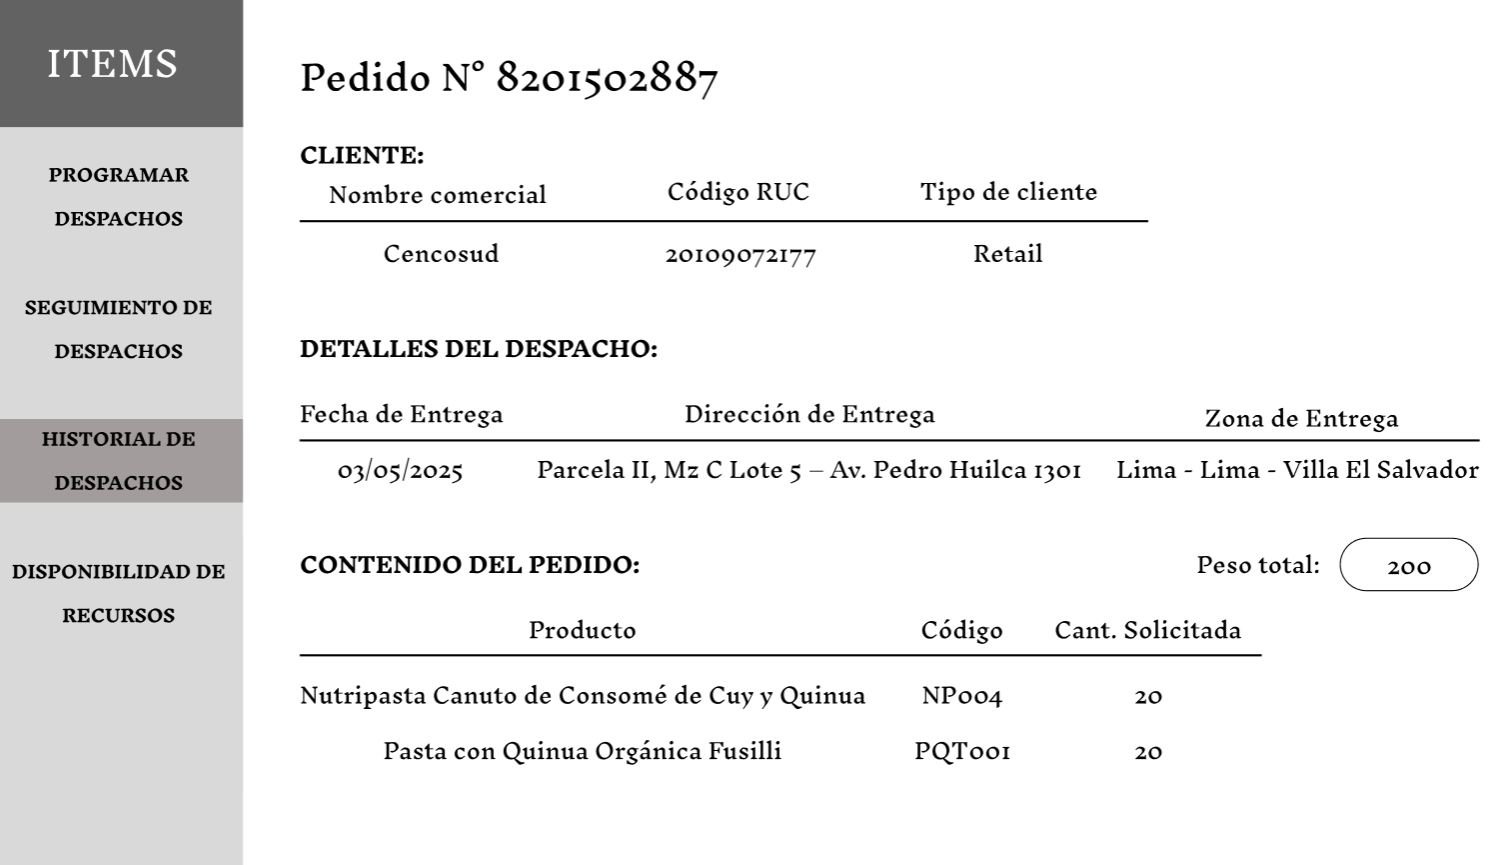 ITEMS
PROGRAMAR
DESPACHOS
SEGUIMIENTO DE
DESPACHOS
HISTORIAL DE
DESPACHOS
DISPONIBILIDAD DE
RECURSOS
Pedido N° 8201502887
CLIENTE:
Nombre comercial Código RUC Tipo de cliente
Cencosud 20109072177 Retail
DETALLES DEL DESPACHO:
Fecha de Entrega Dirección de Entrega Zona de Entrega
03/05/2025 Parcela II, Mz C Lote 5 – Av. Pedro Huilca 1301 Lima - Lima - Villa El Salvador
CONTENIDO DEL PEDIDO: Peso total: 200
Producto Código Cant. Solicitada
Nutripasta Canuto de Consomé de Cuy y Quinua NP004 20
Pasta con Quinua Orgánica Fusilli PQT001 20